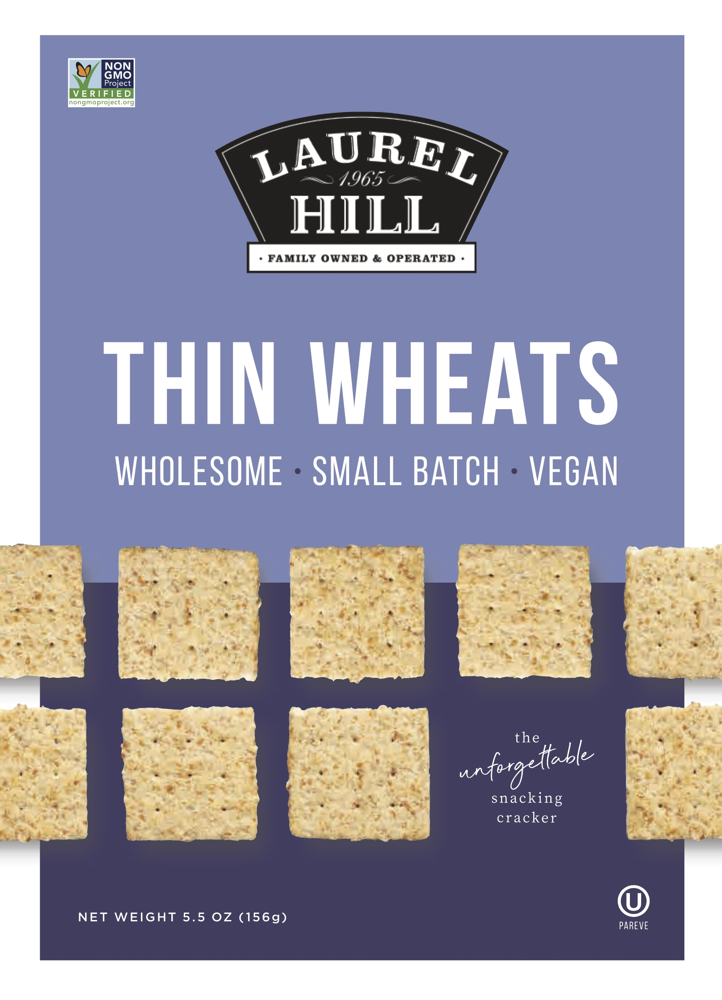 NON
GMO
Project
VERIFIED
nongmoproject.org
LAUREL
1965
HILL
· FAMILY OWNED & OPERATED ·
THIN WHEATS
WHOLESOME · SMALL BATCH · VEGAN
the
unforgettable
snacking
cracker
NET WEIGHT 5.5 OZ (156g)
U
PAREVE